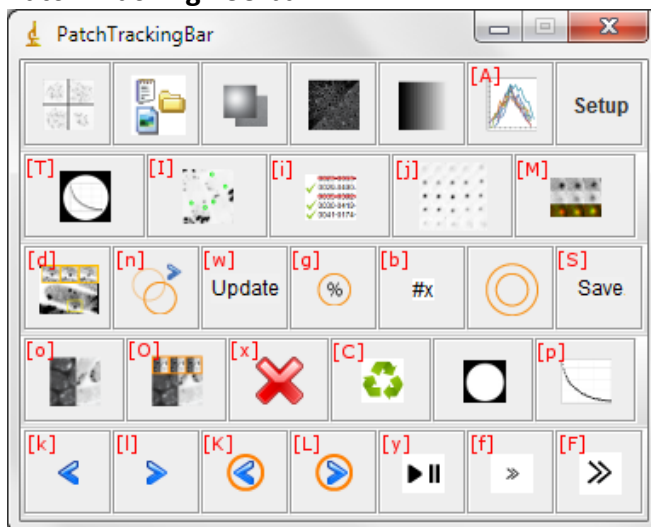 PatchTrackingBar
[A] Setup
[T] [I] [i] [j] [M]
[d] [n] [w] Update [g] % [b] #x [S] Save
[o] [O] [x] [C] [p]
[k] [l] [K] [L] [y] [f] [F]